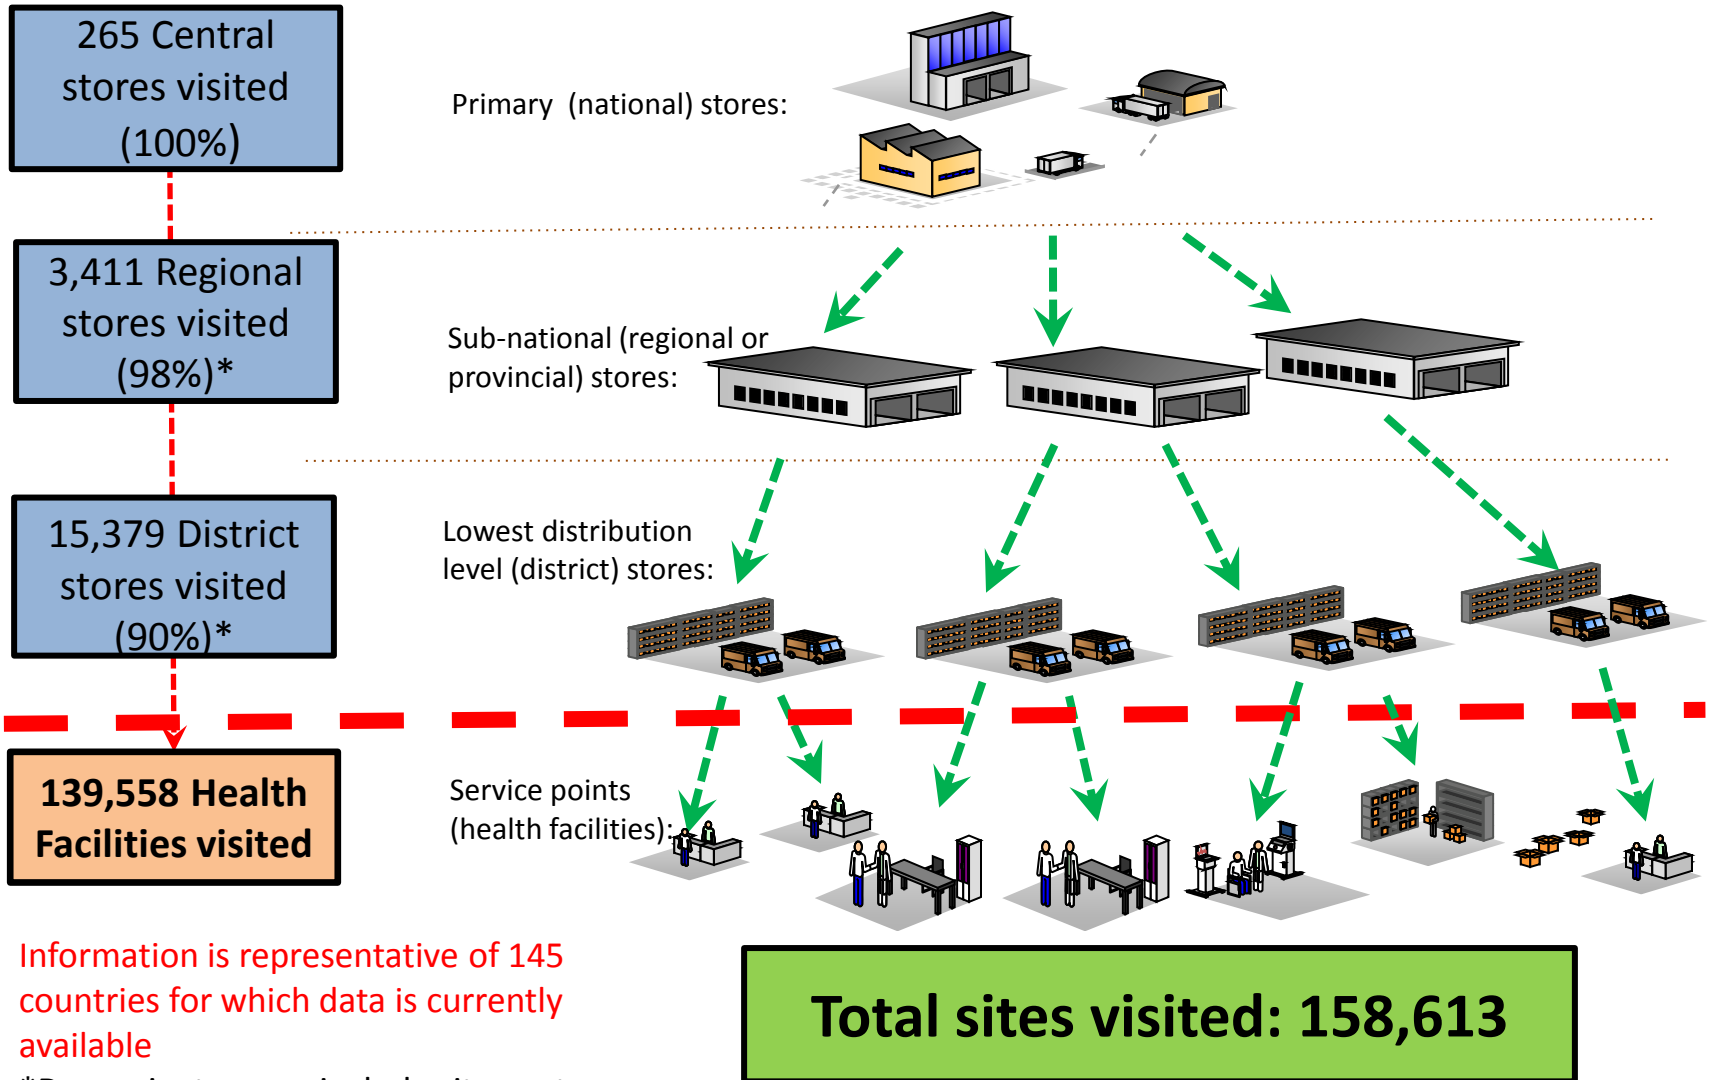 265 Central
stores visited
(100%)
Primary (national) stores:
3,411 Regional
stores visited
(98%)*
Sub-national (regional or
provincial) stores:
15,379 District
stores visited
(90%)*
Lowest distribution
level (district) stores:
139,558 Health
Facilities visited
Service points
(health facilities):
Information is representative of 145
countries for which data is currently
available
Total sites visited: 158,613